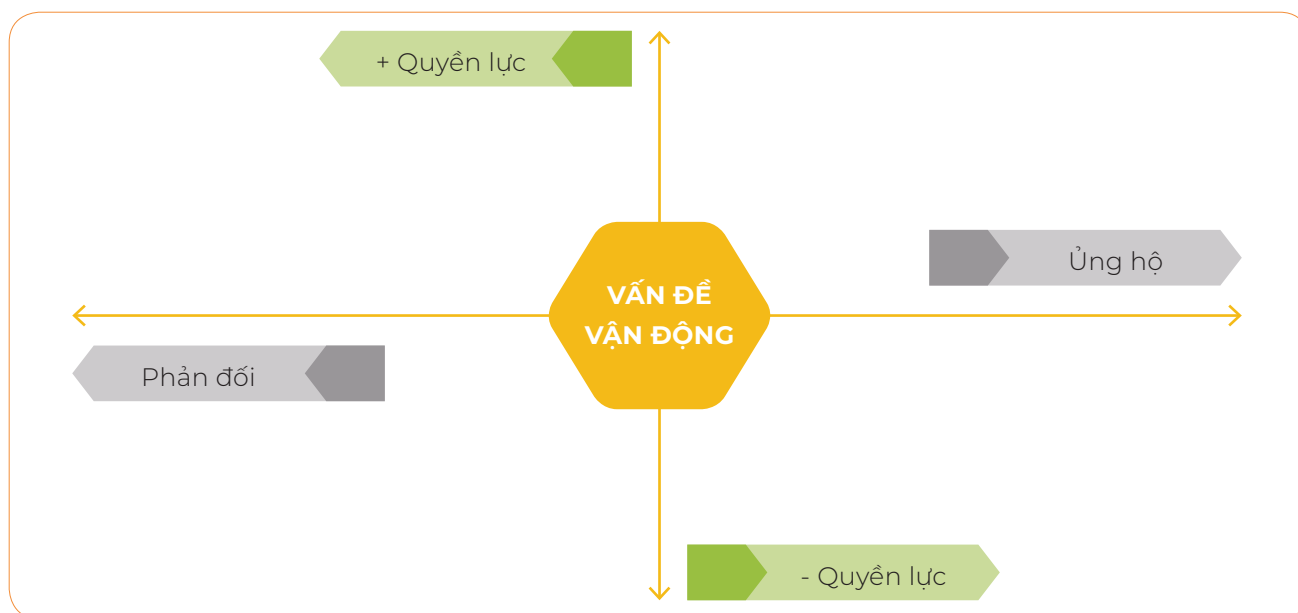 + Quyền lực
Ủng hộ
VẤN ĐỀ
VẬN ĐỘNG
Phản đối
- Quyền lực